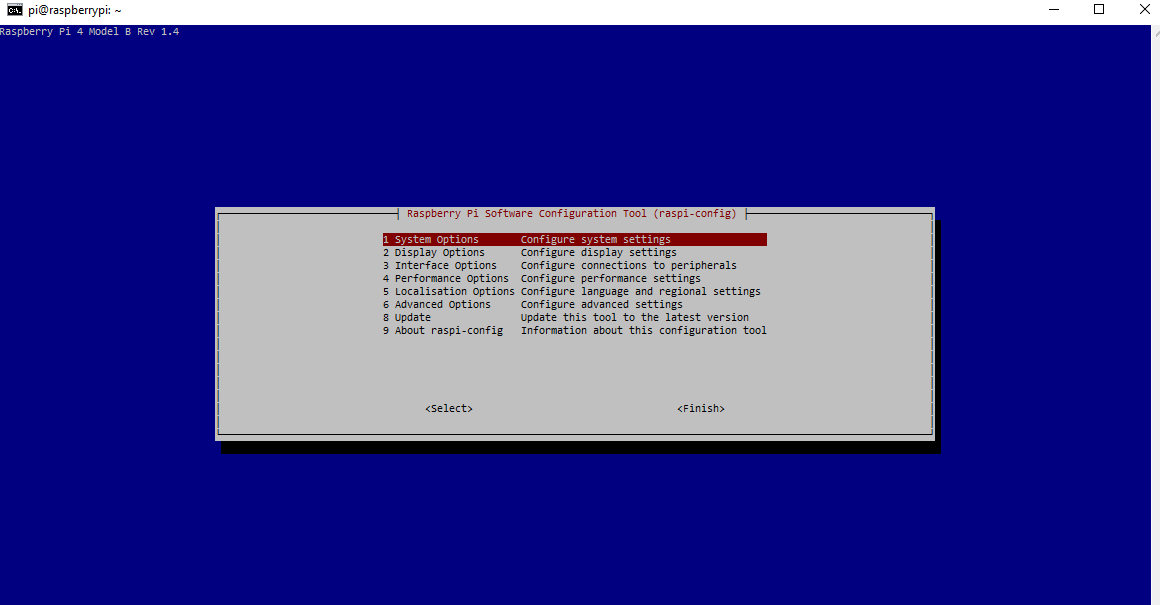 pi@raspberrypi: ~
Raspberry Pi 4 Model B Rev 1.4
Raspberry Pi Software Configuration Tool (raspi-config)
1 System Options Configure system settings
2 Display Options Configure display settings
3 Interface Options Configure connections to peripherals
4 Performance Options Configure performance settings
5 Localisation Options Configure language and regional settings
6 Advanced Options Configure advanced settings
8 Update Update this tool to the latest version
9 About raspi-config Information about this configuration tool
<Select> <Finish>